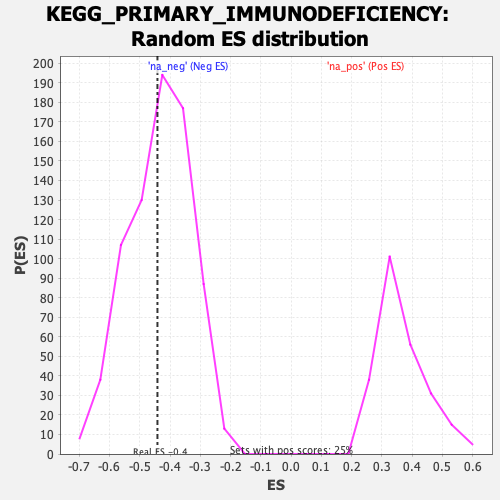 KEGG_PRIMARY_IMMUNODEFICIENCY:
Random ES distribution
'na_neg' (Neg ES) 'na_pos' (Pos ES)
200
190
180
170
160
150
140
130
120
110
100
90
80
70
60
50
40
30
20
10
0
P(ES)
Real ES -0.4
Sets with pos scores: 25%
-0.7 -0.6 -0.5 -0.4 -0.3 -0.2 -0.1 0.0 0.1 0.2 0.3 0.4 0.5 0.6
ES